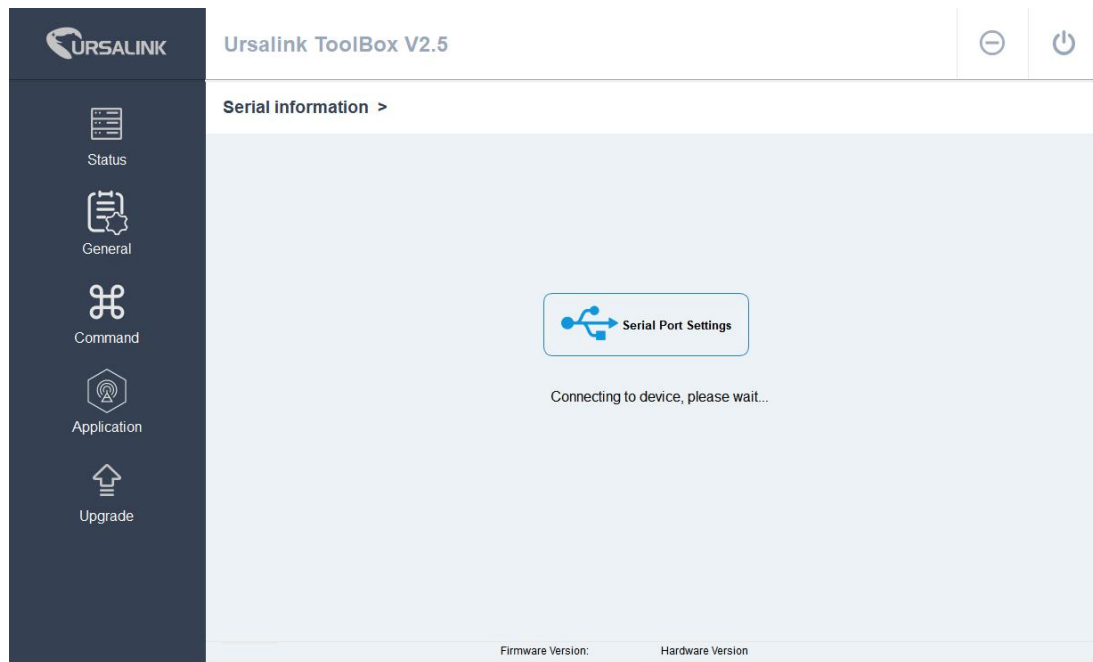 URSALINK
Ursalink ToolBox V2.5
Serial information >
Status
General
Command
Application
Upgrade
Serial Port Settings
Connecting to device, please wait...
Firmware Version: Hardware Version